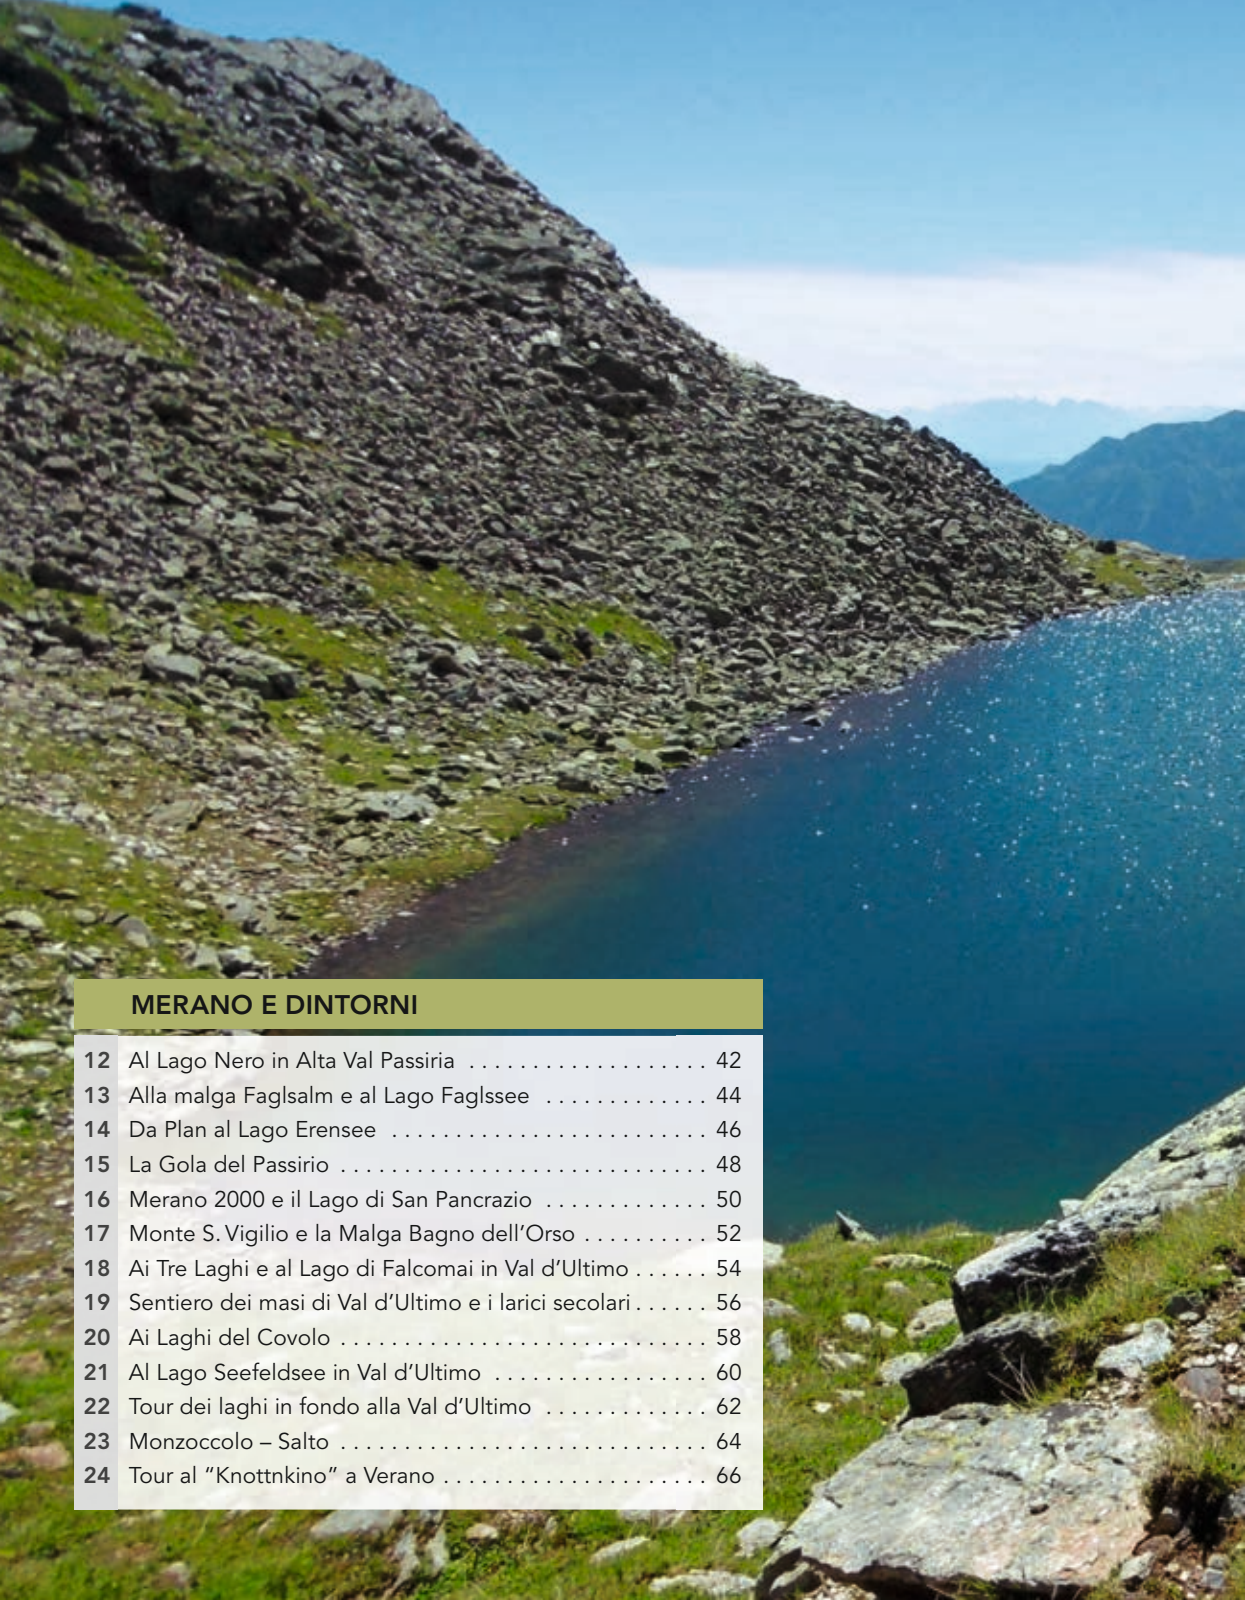 MERANO E DINTORNI
12 Al Lago Nero in Alta Val Passiria . . . . . . . . . . . . . . . . . . . 42
13 Alla malga Faglsalm e al Lago Faglssee . . . . . . . . . . . . . 44
14 Da Plan al Lago Erensee . . . . . . . . . . . . . . . . . . . . . . . . . 46
15 La Gola del Passirio . . . . . . . . . . . . . . . . . . . . . . . . . . . . . 48
16 Merano 2000 e il Lago di San Pancrazio . . . . . . . . . . . . . 50
17 Monte S. Vigilio e la Malga Bagno dell’Orso . . . . . . . . . . 52
18 Ai Tre Laghi e al Lago di Falcomai in Val d’Ultimo . . . . . . 54
19 Sentiero dei masi di Val d’Ultimo e i larici secolari . . . . . . 56
20 Ai Laghi del Covolo . . . . . . . . . . . . . . . . . . . . . . . . . . . . . 58
21 Al Lago Seefeldsee in Val d’Ultimo . . . . . . . . . . . . . . . . . 60
22 Tour dei laghi in fondo alla Val d’Ultimo . . . . . . . . . . . . . 62
23 Monzoccolo – Salto . . . . . . . . . . . . . . . . . . . . . . . . . . . . . 64
24 Tour al “Knottnkino” a Verano . . . . . . . . . . . . . . . . . . . . . 66